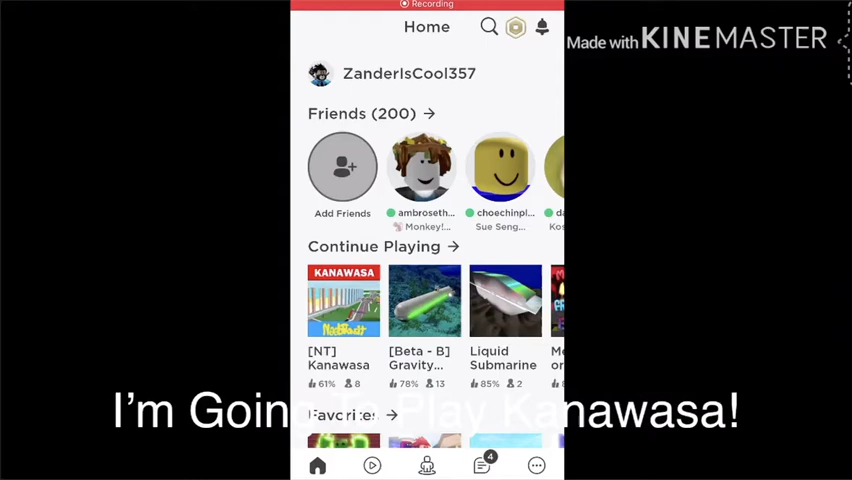 Recording
Home
Made with KINEMASTER
ZanderIsCool357
Friends (200) →
Add Friends
ambroseth...
choechinpl...
Monkey!...
Sue Seng...
Kos
Continue Playing →
KANAWASA
[NT] Kanawasa
[Beta - B] Gravity...
Liquid Submarine
61% 8
78% 13
85% 2
I'm Going To Play Kanawasa!
Favorites →
4